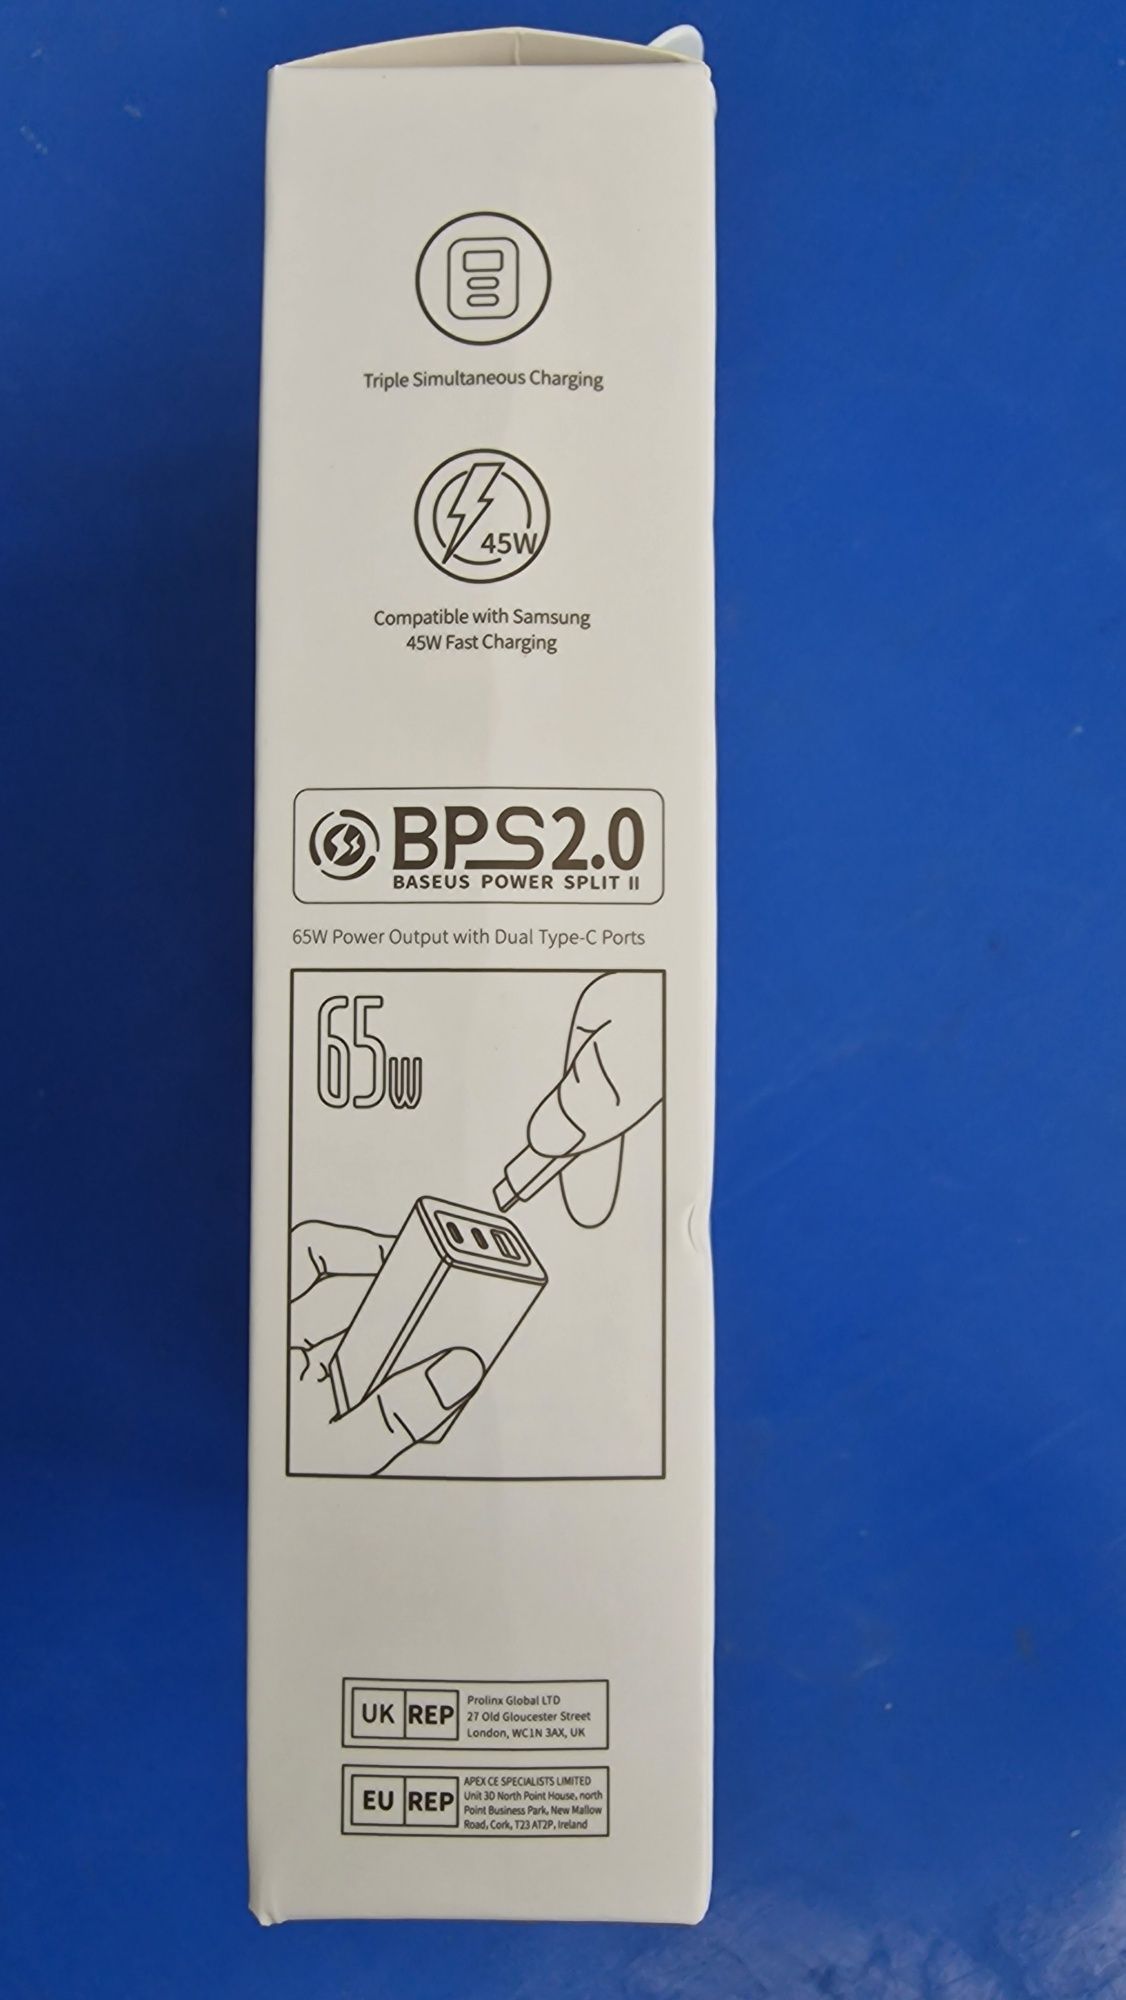 Triple Simultaneous Charging
45W
Compatible with Samsung
45W Fast Charging
BPS2.0
BASEUS POWER SPLIT II
65W Power Output with Dual Type-C Ports
65W
UK REP
Prolinx Global LTD
27 Old Gloucester Street
London, WC1N 3AX, UK
EU REP
APEX CE SPECIALISTS LIMITED
Unit 3D North Point House, north
Point Business Park, New Mallow
Road, Cork, T23 AT2P, Ireland